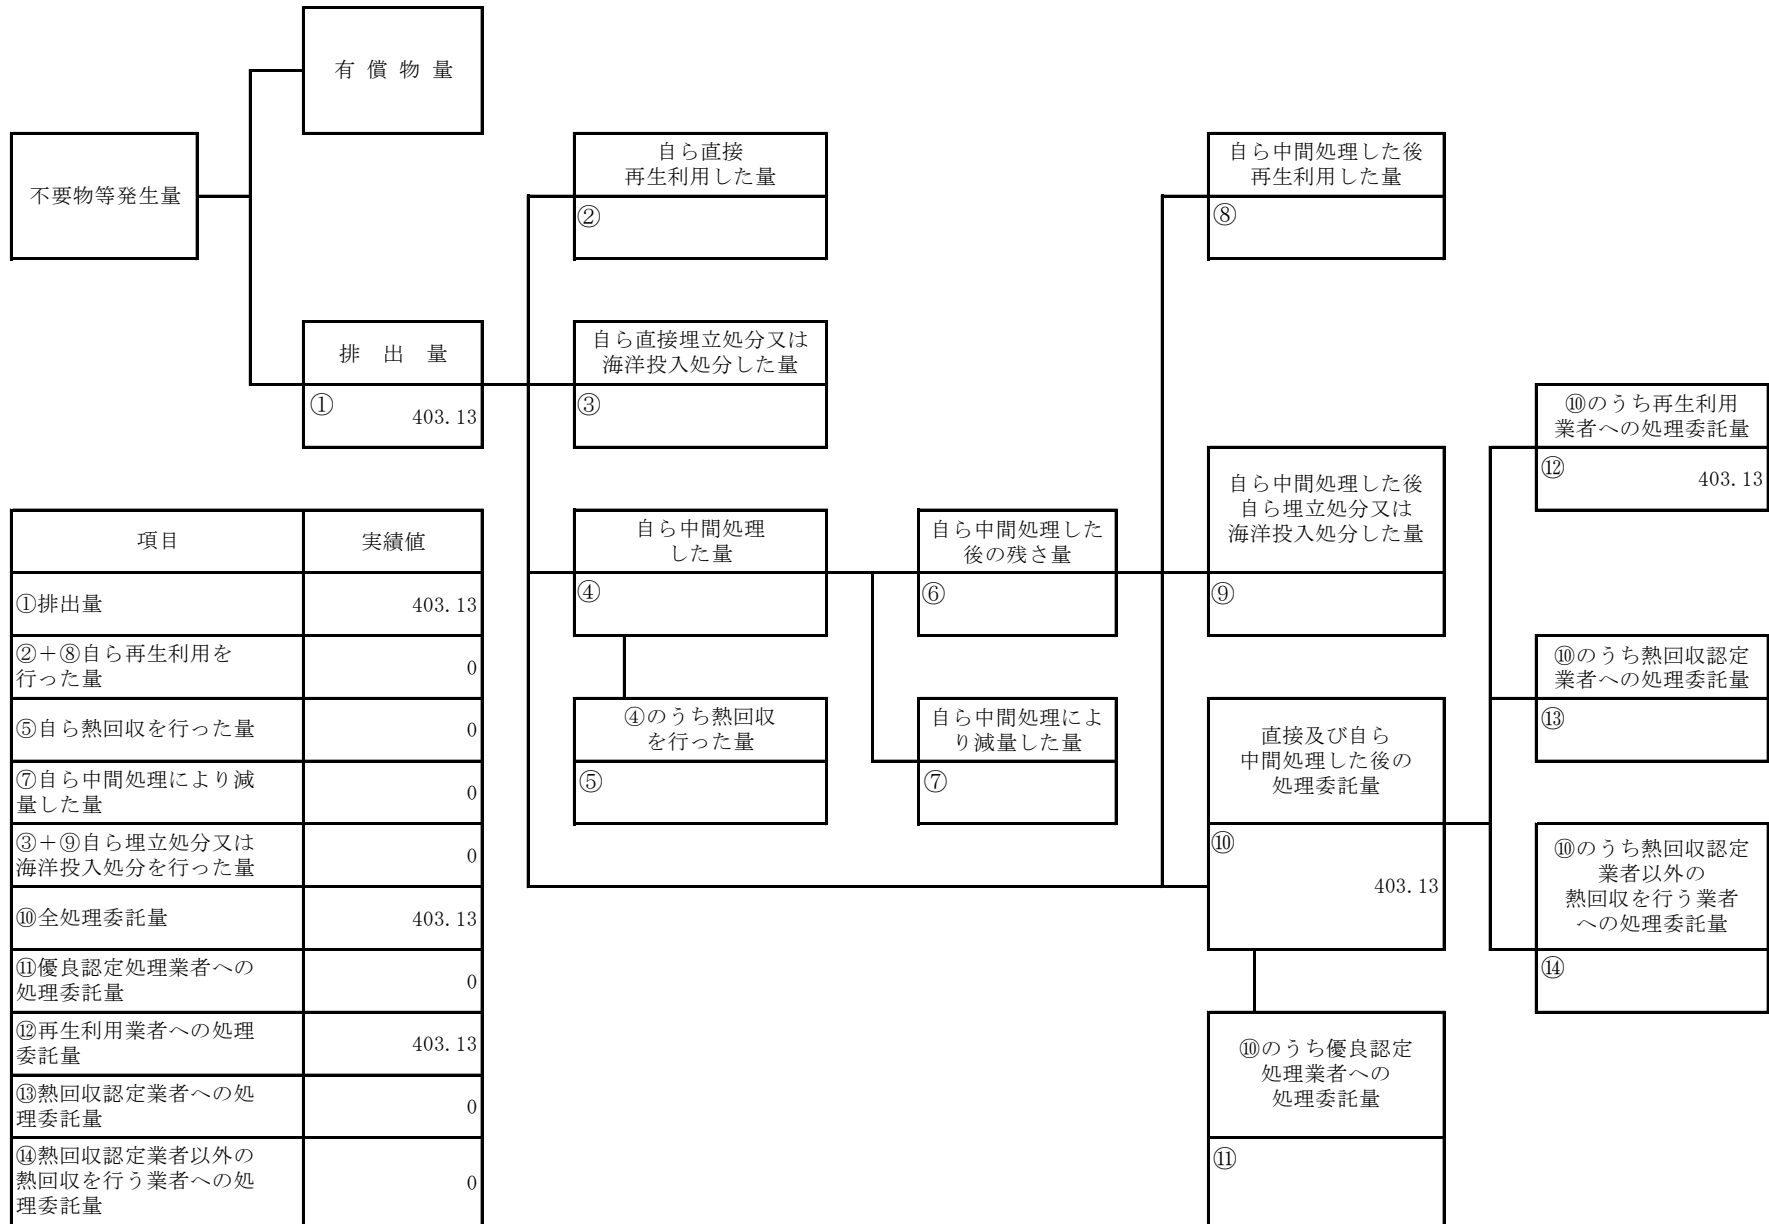 有 償 物 量
不要物等発生量
自ら直接
再生利用した量
②
自ら中間処理した後
再生利用した量
⑧
排　出　量
① 403.13
自ら直接埋立処分又は
海洋投入処分した量
③
⑩のうち再生利用
業者への処理委託量
⑫ 403.13
自ら中間処理
した量
④
自ら中間処理した
後の残さ量
⑥
自ら中間処理した後
自ら埋立処分又は
海洋投入処分した量
⑨
⑩のうち熱回収認定
業者への処理委託量
⑬
④のうち熱回収
を行った量
⑤
自ら中間処理によ
り減量した量
⑦
直接及び自ら
中間処理した後の
処理委託量
⑩
403.13
⑩のうち熱回収認定
業者以外の
熱回収を行う業者
への処理委託量
⑭
⑩のうち優良認定
処理業者への
処理委託量
⑪
項目 実績値
①排出量 403.13
②＋⑧自ら再生利用を
行った量 0
⑤自ら熱回収を行った量 0
⑦自ら中間処理により減
量した量 0
③＋⑨自ら埋立処分又は
海洋投入処分を行った量 0
⑩全処理委託量 403.13
⑪優良認定処理業者への
処理委託量 0
⑫再生利用業者への処理
委託量 403.13
⑬熱回収認定業者への処
理委託量 0
⑭熱回収認定業者以外の
熱回収を行う業者への処
理委託量 0